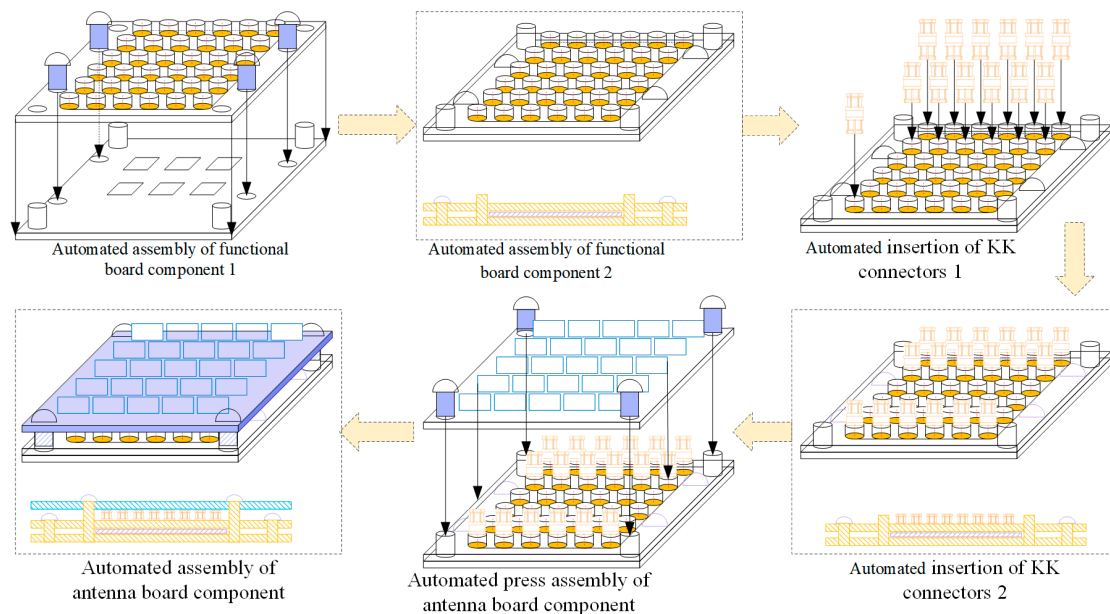 Automated assembly of functional
board component 1
Automated assembly of functional
board component 2
Automated insertion of KK
connectors 1
Automated assembly of
antenna board component
Automated press assembly of
antenna board component
Automated insertion of KK
connectors 2